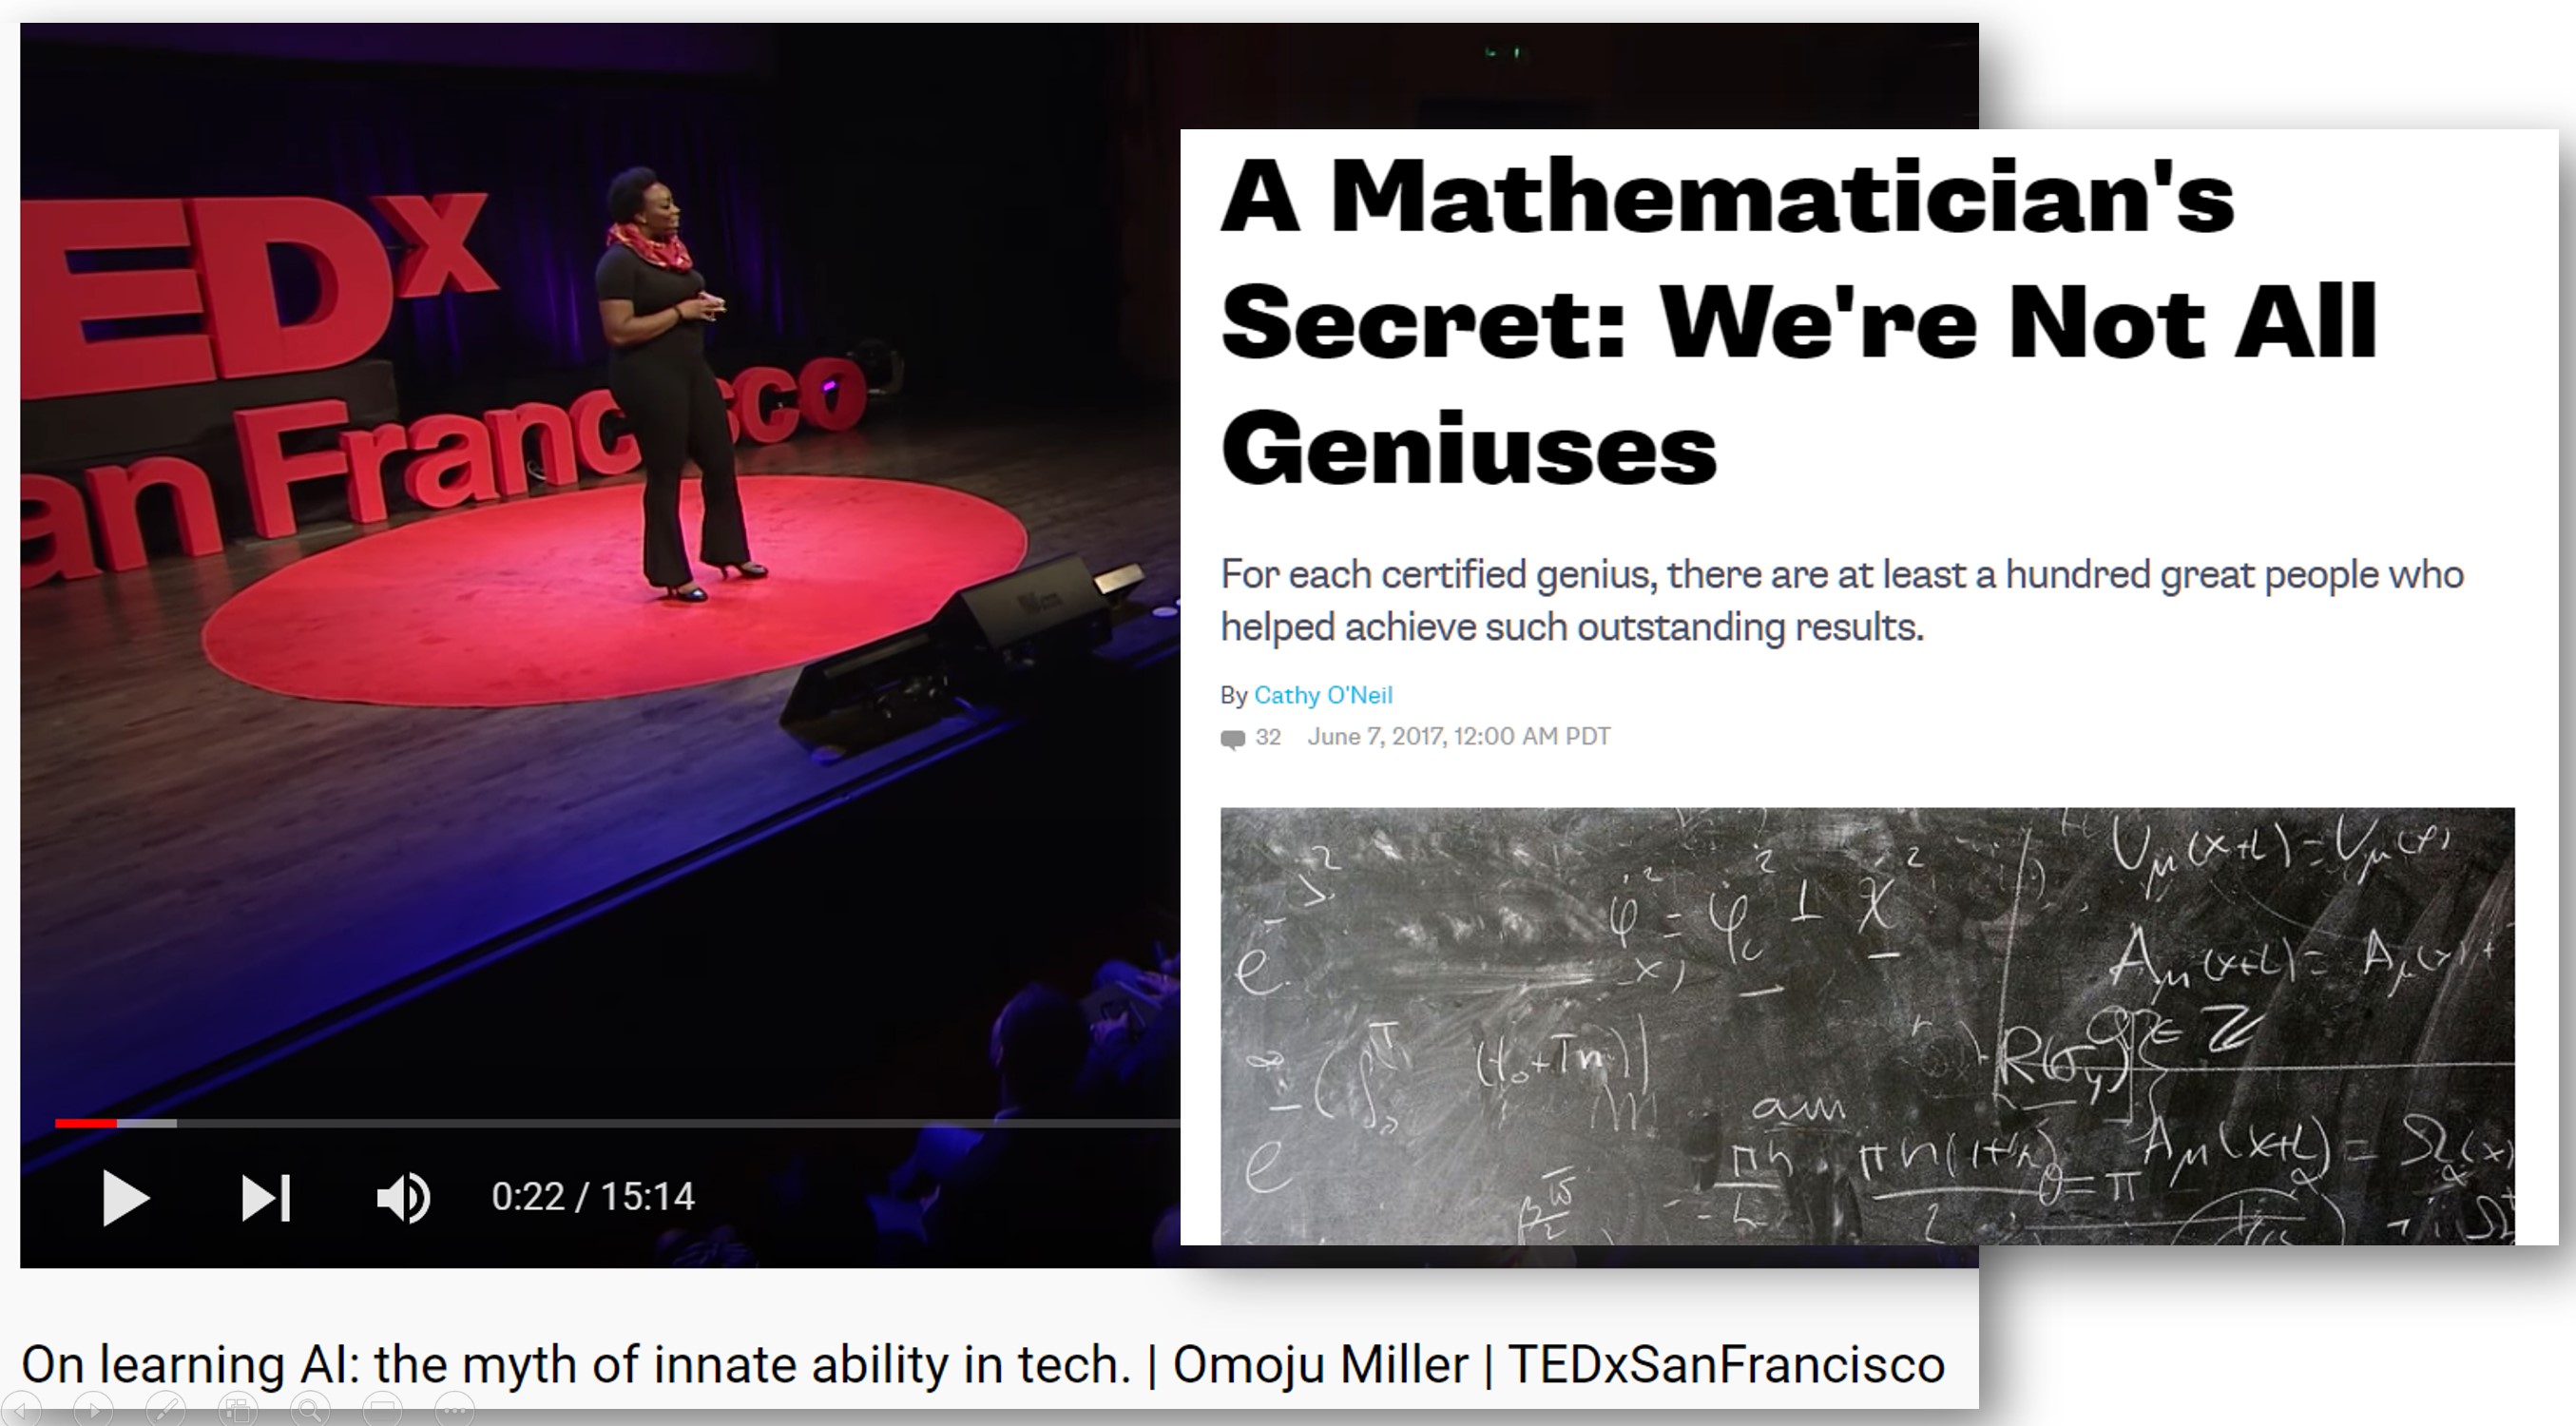 EDx
an Francisco
0:22 / 15:14
On learning AI: the myth of innate ability in tech. | Omoju Miller | TEDxSanFrancisco
A Mathematician's
Secret: We're Not All
Geniuses
For each certified genius, there are at least a hundred great people who
helped achieve such outstanding results.
By Cathy O'Neil
32 June 7, 2017, 12:00 AM PDT